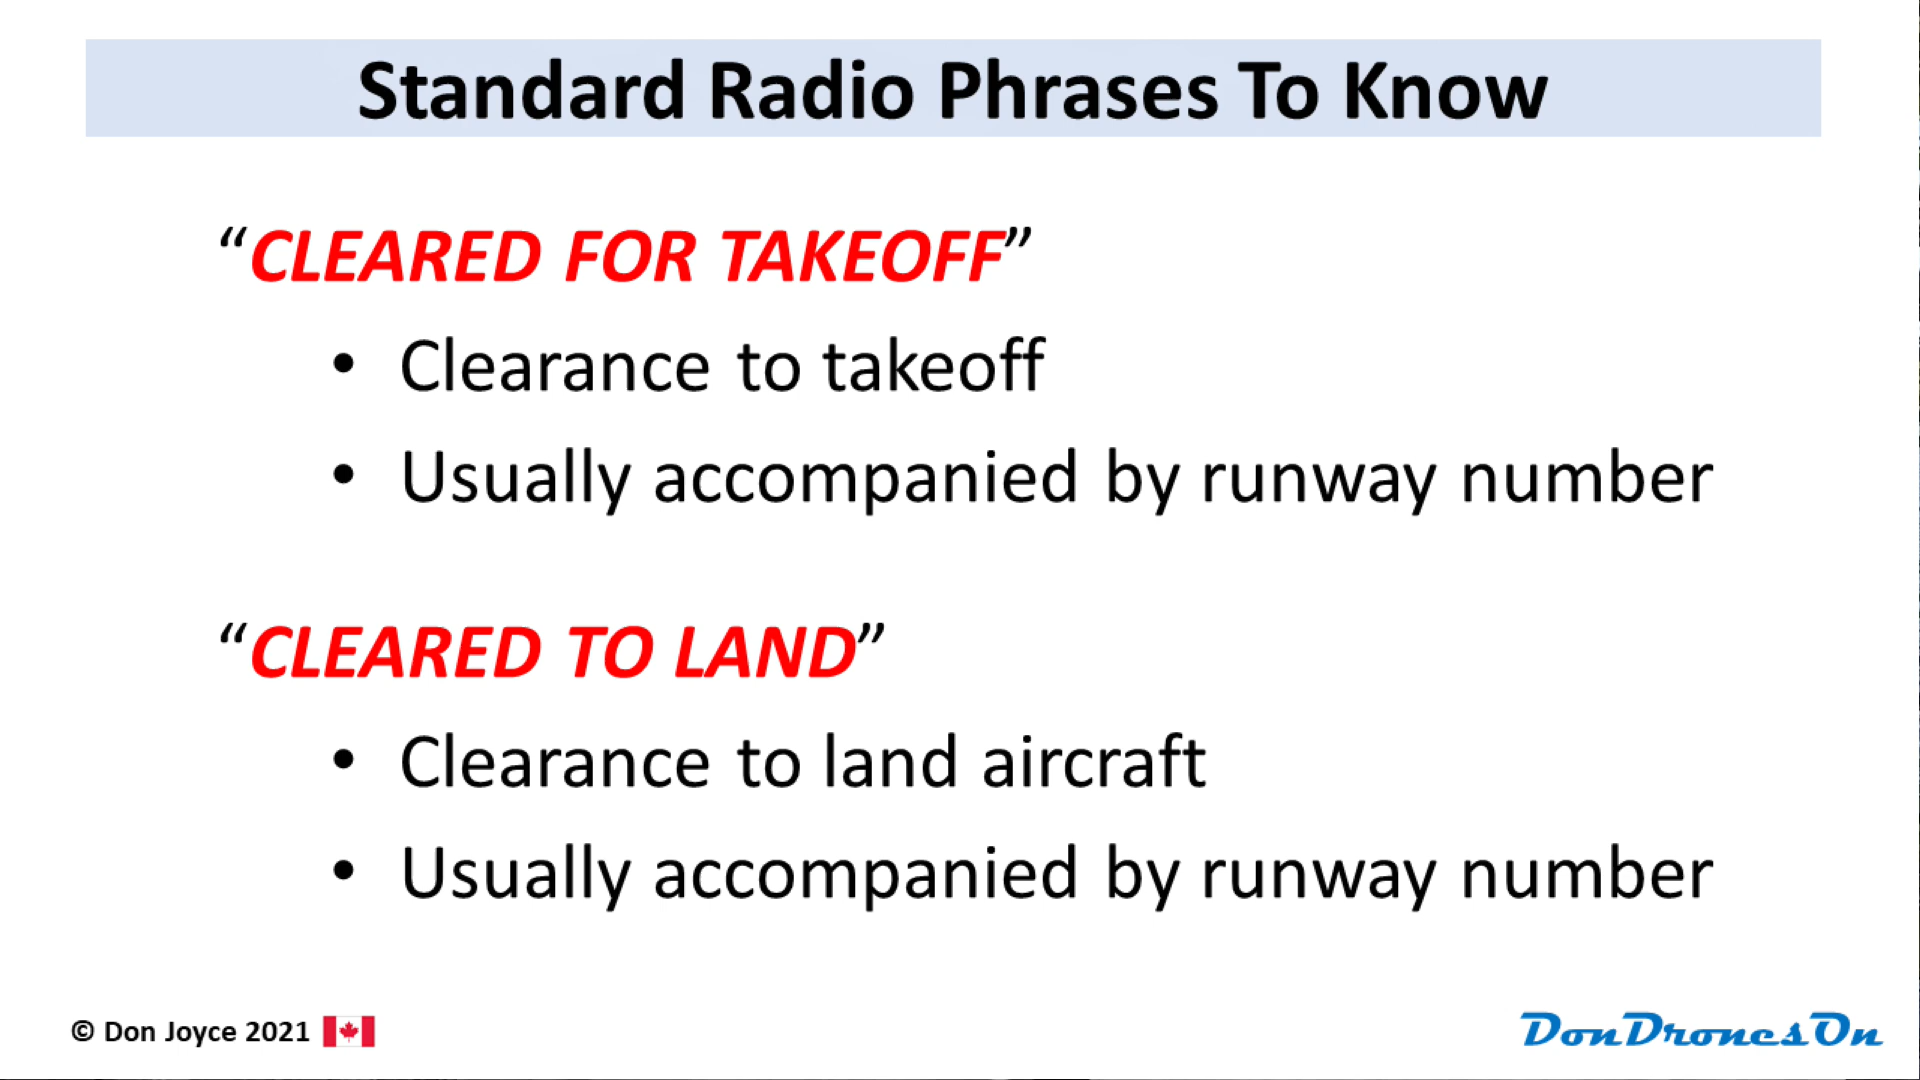 Standard Radio Phrases To Know
“CLEARED FOR TAKEOFF”
• Clearance to takeoff
• Usually accompanied by runway number
“CLEARED TO LAND”
• Clearance to land aircraft
• Usually accompanied by runway number
© Don Joyce 2021
DonDronesOn